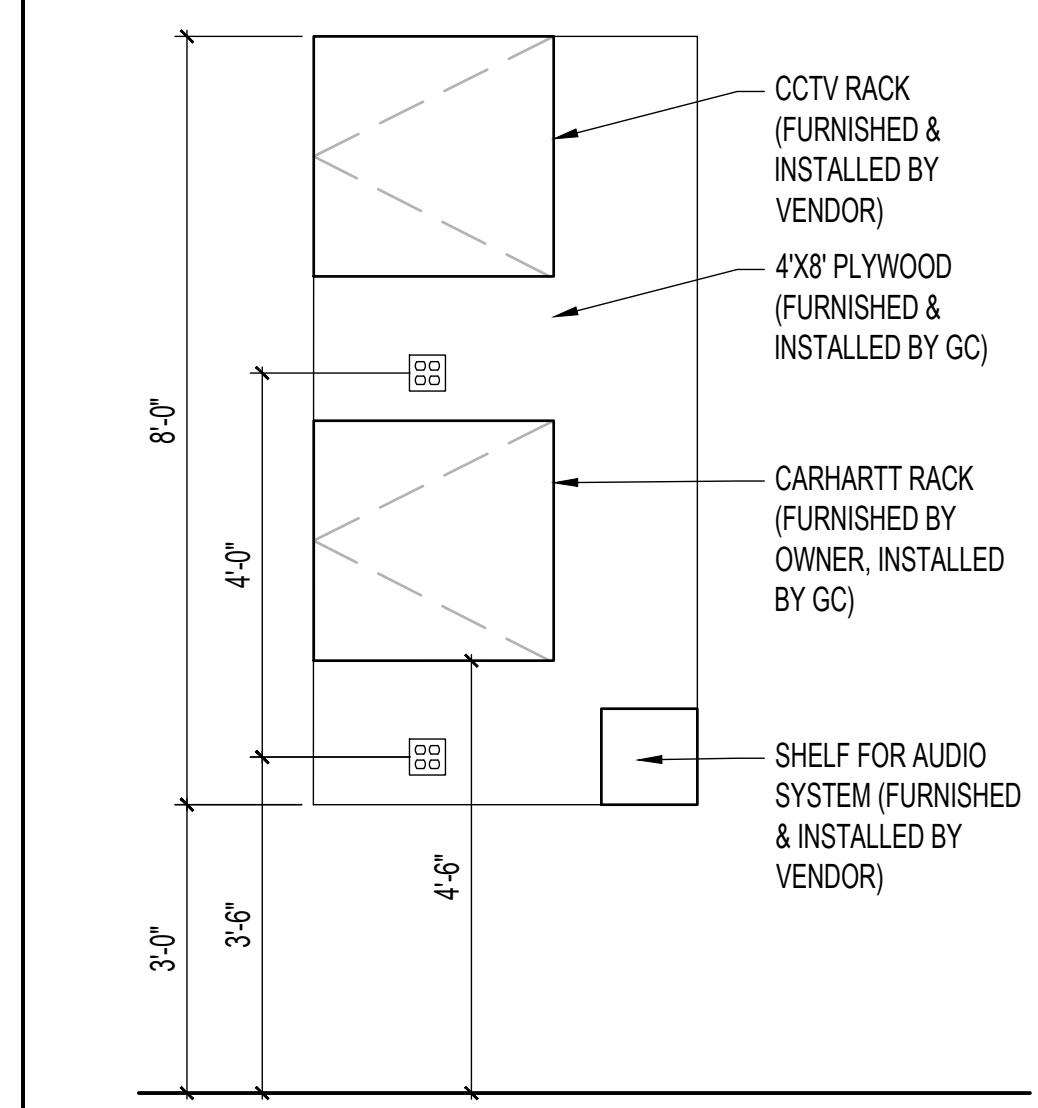 CCTV RACK
(FURNISHED &
INSTALLED BY
VENDOR)
4'X8' PLYWOOD
(FURNISHED &
INSTALLED BY GC)
8'-0"
CARHARTT RACK
(FURNISHED BY
OWNER, INSTALLED
BY GC)
4'-0"
SHELF FOR AUDIO
SYSTEM (FURNISHED
& INSTALLED BY
VENDOR)
4'-6"
3'-6"
3'-0"